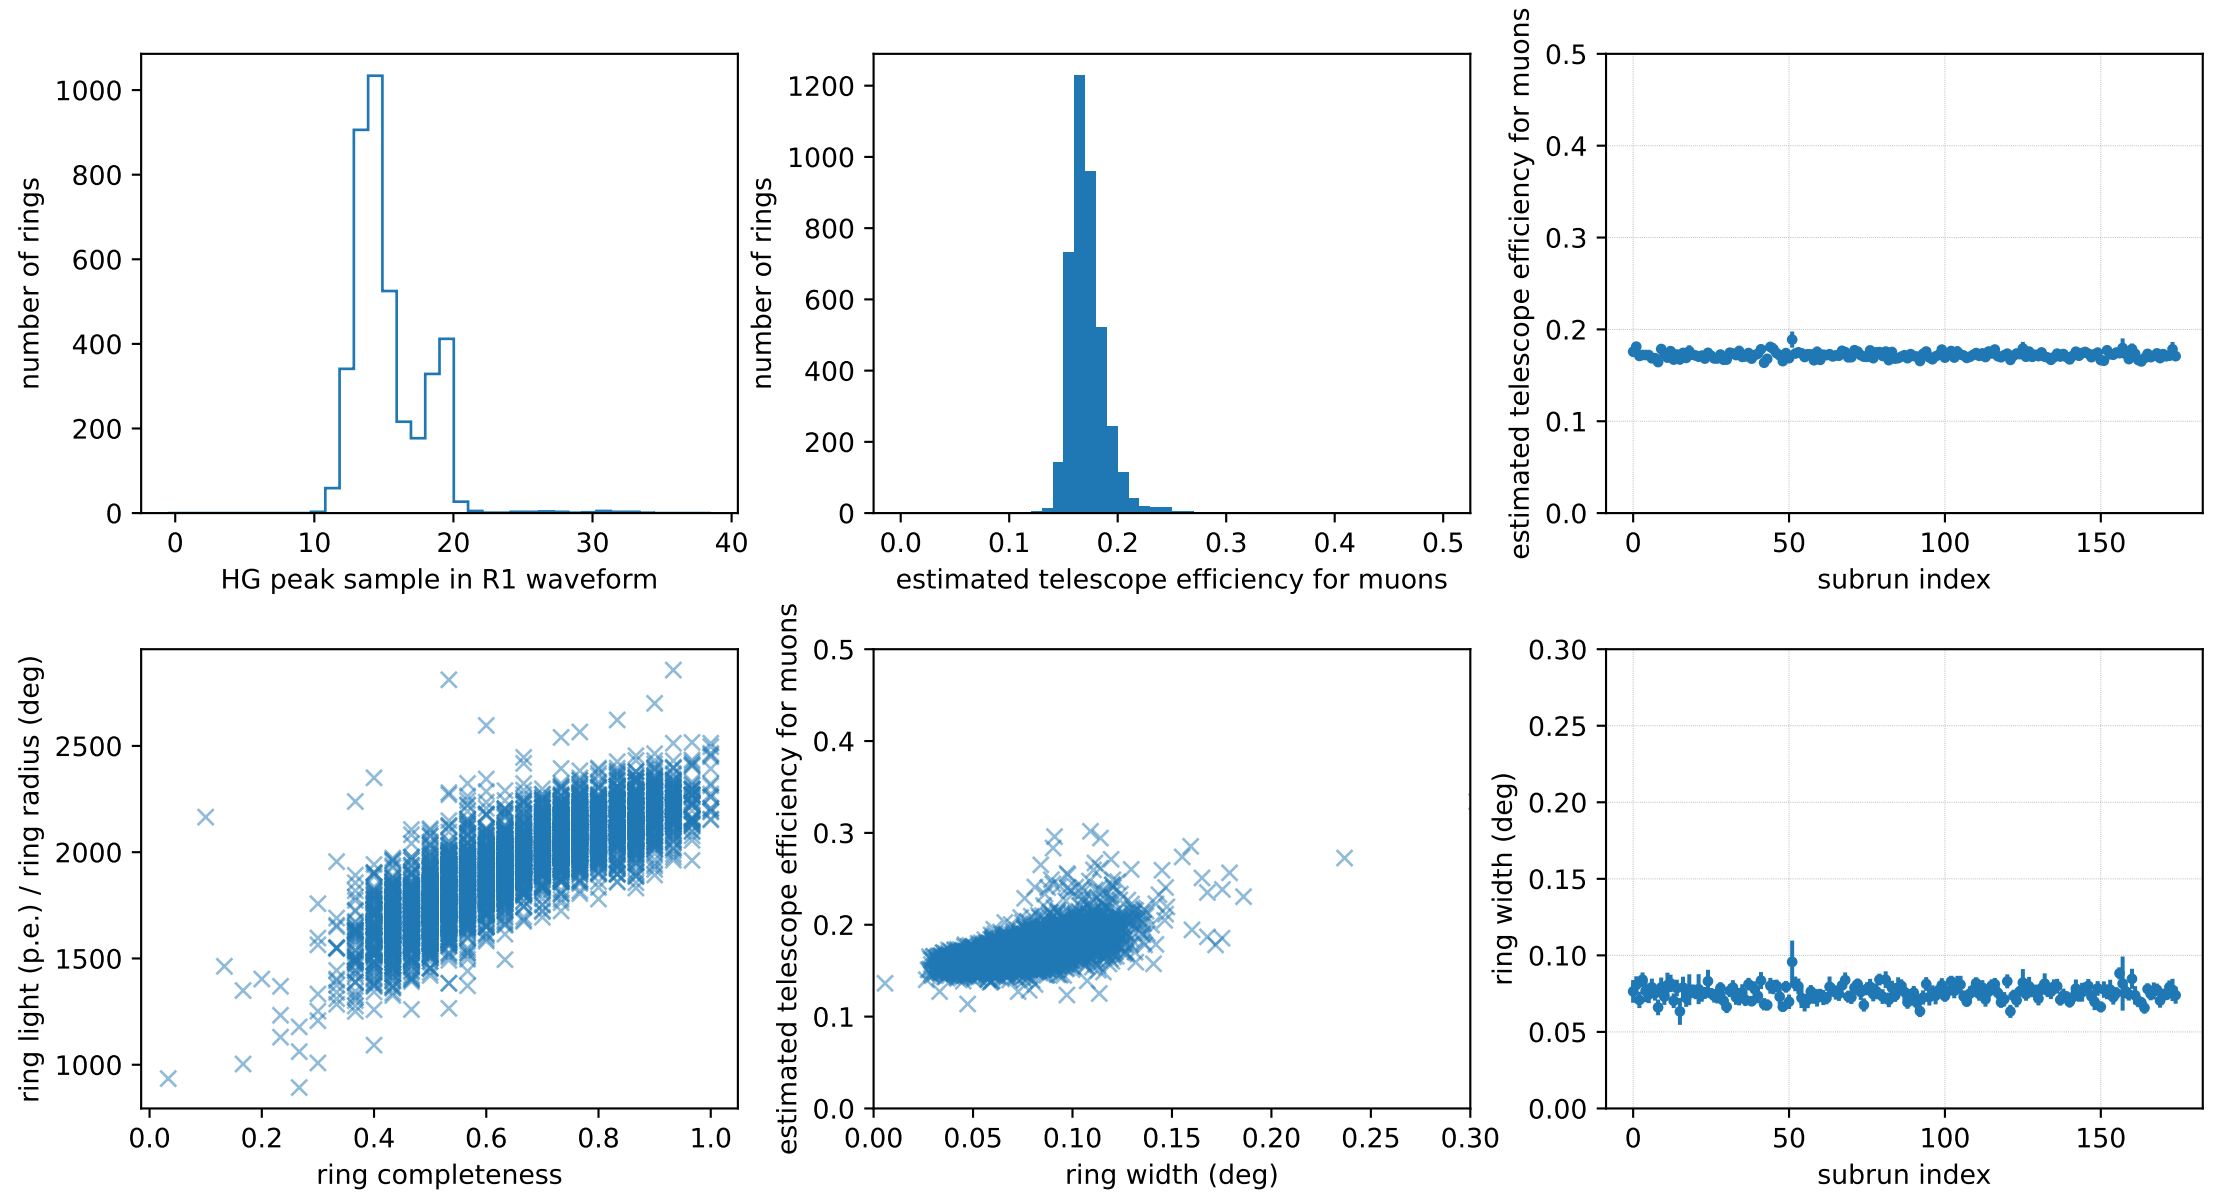 number of rings
1000
800
600
400
200
0
0 10 20 30 40
HG peak sample in R1 waveform
number of rings
1200
1000
800
600
400
200
0
0.0 0.1 0.2 0.3 0.4 0.5
estimated telescope efficiency for muons
estimated telescope efficiency for muons
0.5
0.4
0.3
0.2
0.1
0.0
0 50 100 150
subrun index
ring light (p.e.) / ring radius (deg)
2500
2000
1500
1000
0.0 0.2 0.4 0.6 0.8 1.0
ring completeness
estimated telescope efficiency for muons
0.5
0.4
0.3
0.2
0.1
0.0
0.00 0.05 0.10 0.15 0.20 0.25 0.30
ring width (deg)
ring width (deg)
0.30
0.25
0.20
0.15
0.10
0.05
0.00
0 50 100 150
subrun index